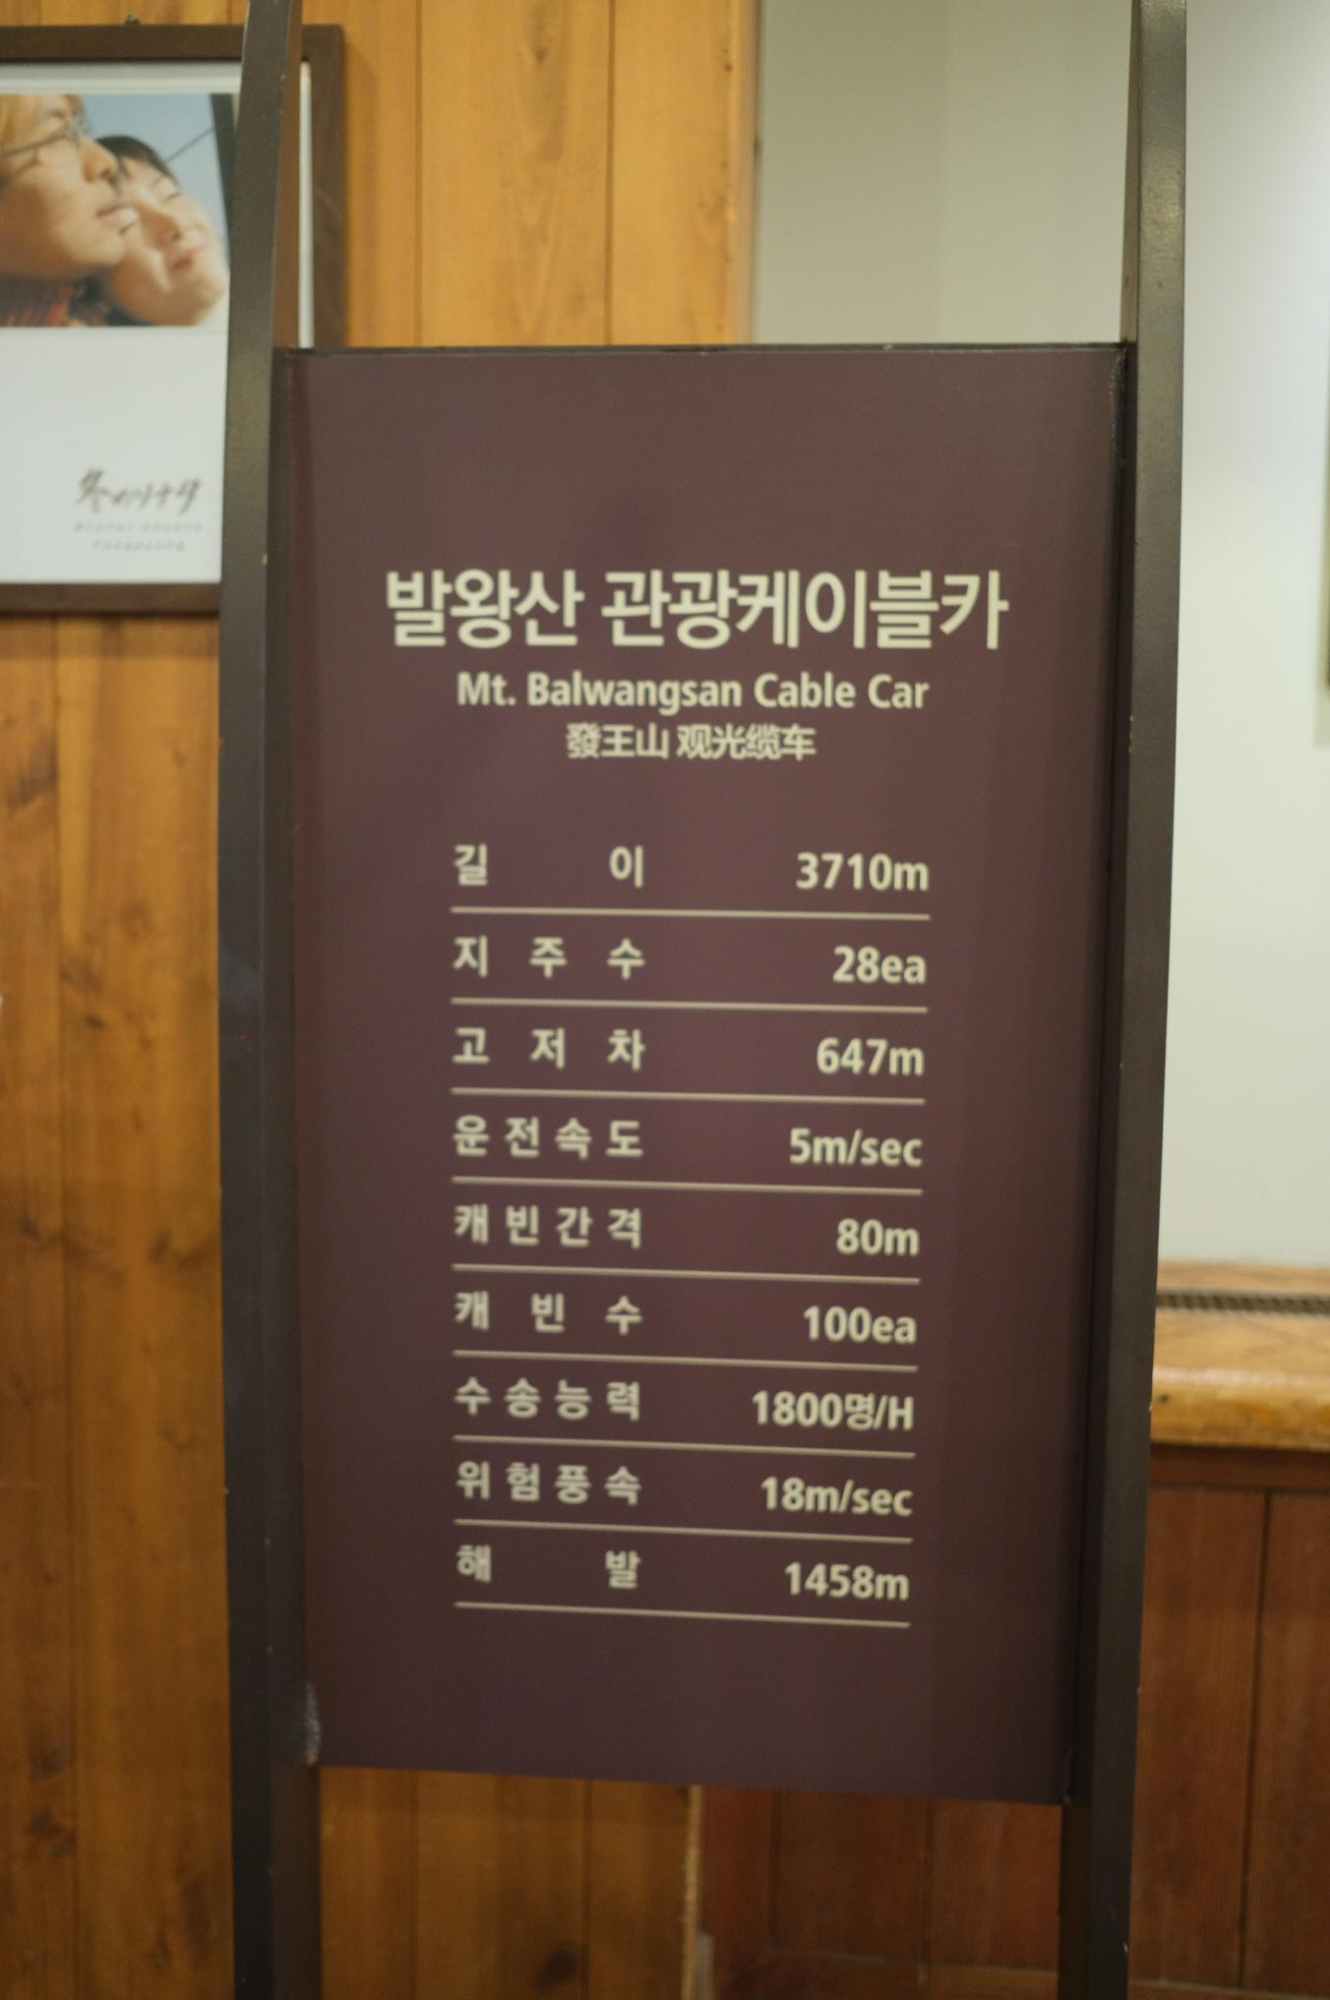 발왕산 관광케이블카
Mt. Balwangsan Cable Car
發王山 观光缆车
길 이 3710m
지 주 수 28ea
고 저 차 647m
운전속도 5m/sec
캐빈간격 80m
캐 빈 수 100ea
수송능력 1800명/H
위험풍속 18m/sec
해 발 1458m